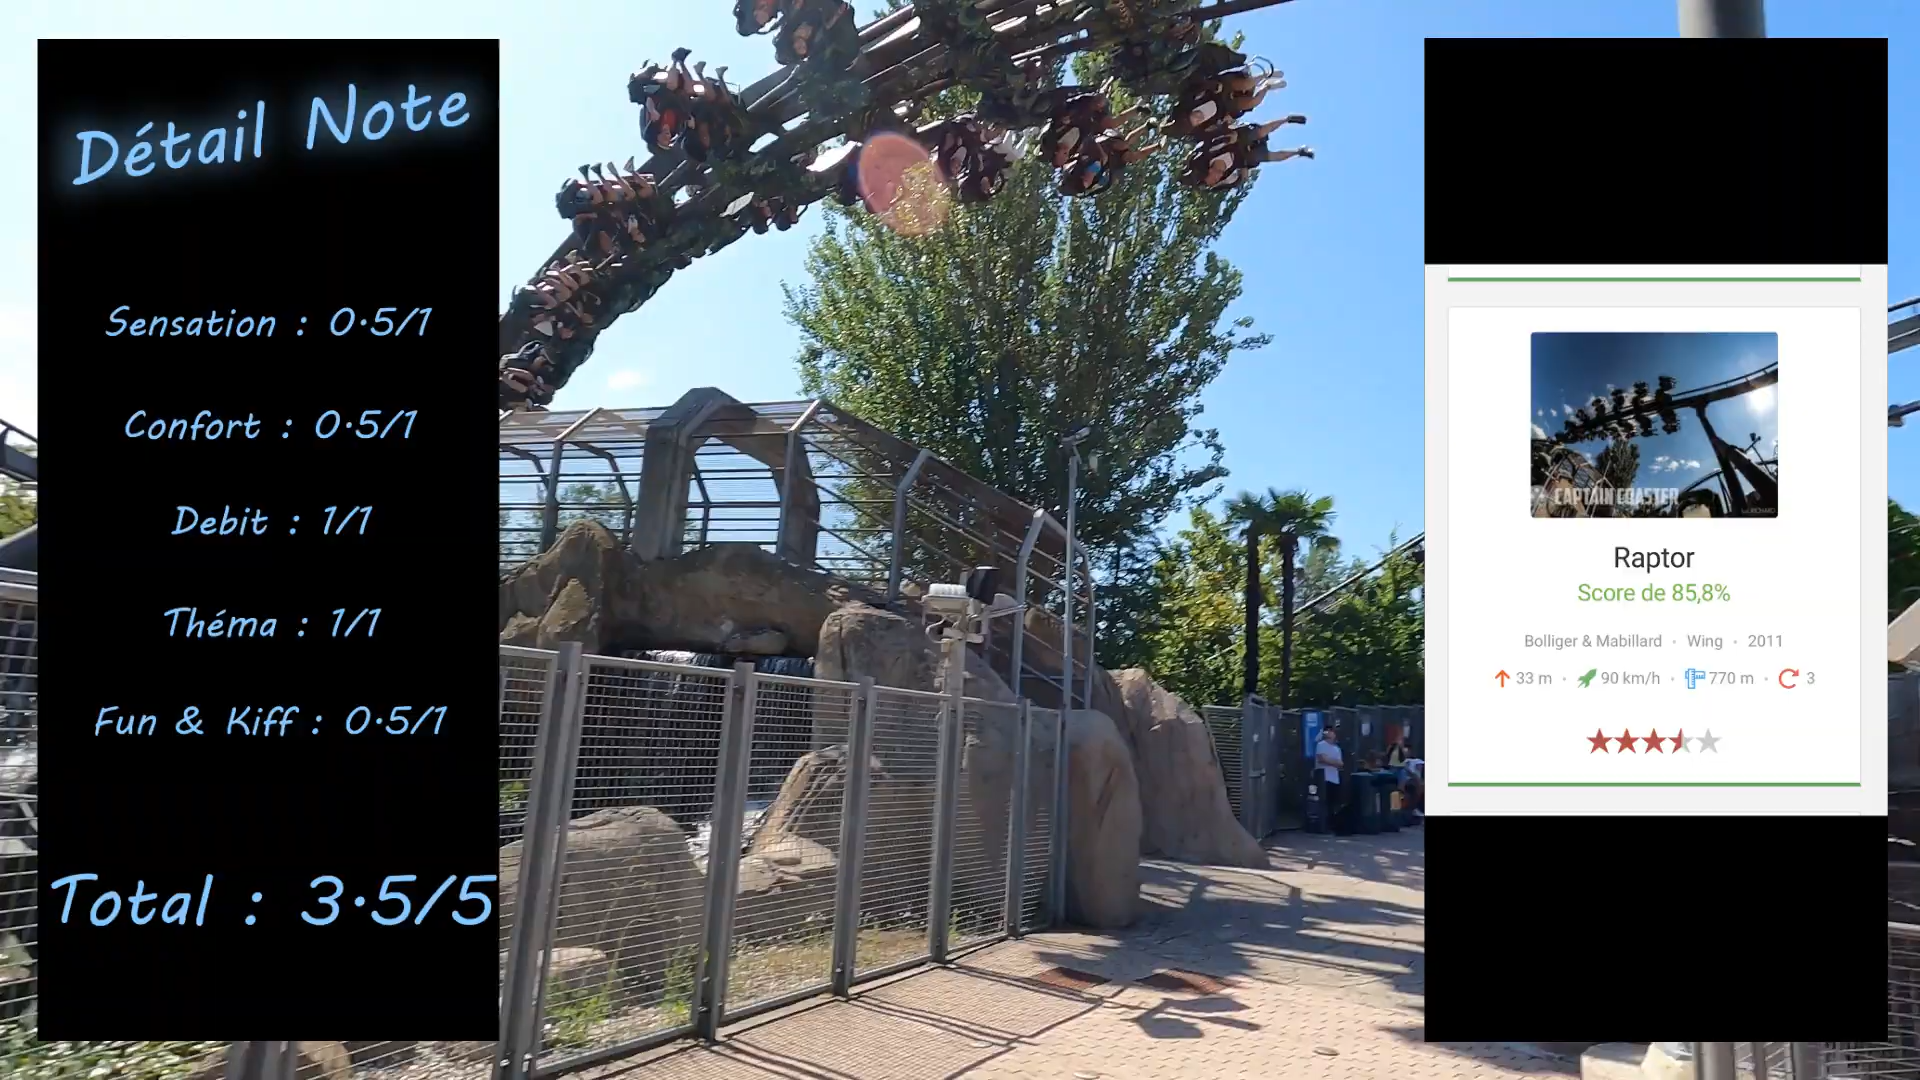 Détail Note
Sensation : 0.5/1
Confort : 0.5/1
Debit : 1/1
Théma : 1/1
Fun & Kiff : 0.5/1
Total : 3.5/5
CAPTAIN COASTER
Raptor
Score de 85,8%
Bolliger & Mabillard · Wing · 2011
33 m · 90 km/h · 770 m · 3